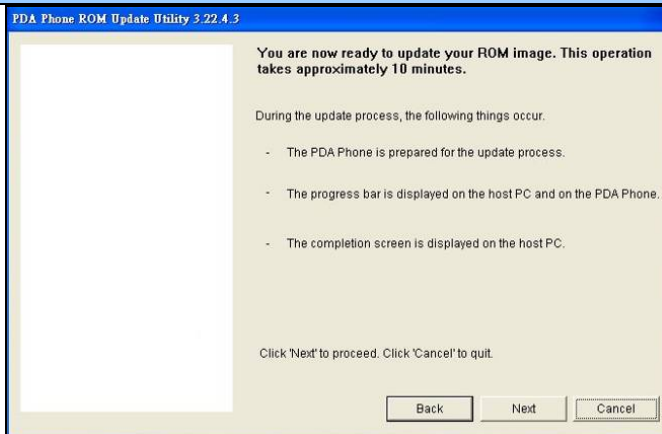 PDA Phone ROM Update Utility 3.22.4.3
You are now ready to update your ROM image. This operation
takes approximately 10 minutes.
During the update process, the following things occur.
- The PDA Phone is prepared for the update process.
- The progress bar is displayed on the host PC and on the PDA Phone.
- The completion screen is displayed on the host PC.
Click 'Next' to proceed. Click 'Cancel' to quit.
Back Next Cancel